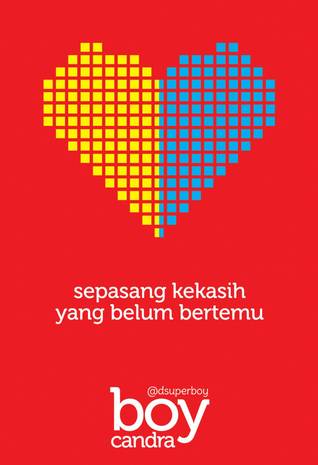 sepasang kekasih
yang belum bertemu
@dsuperboy
boy
candra